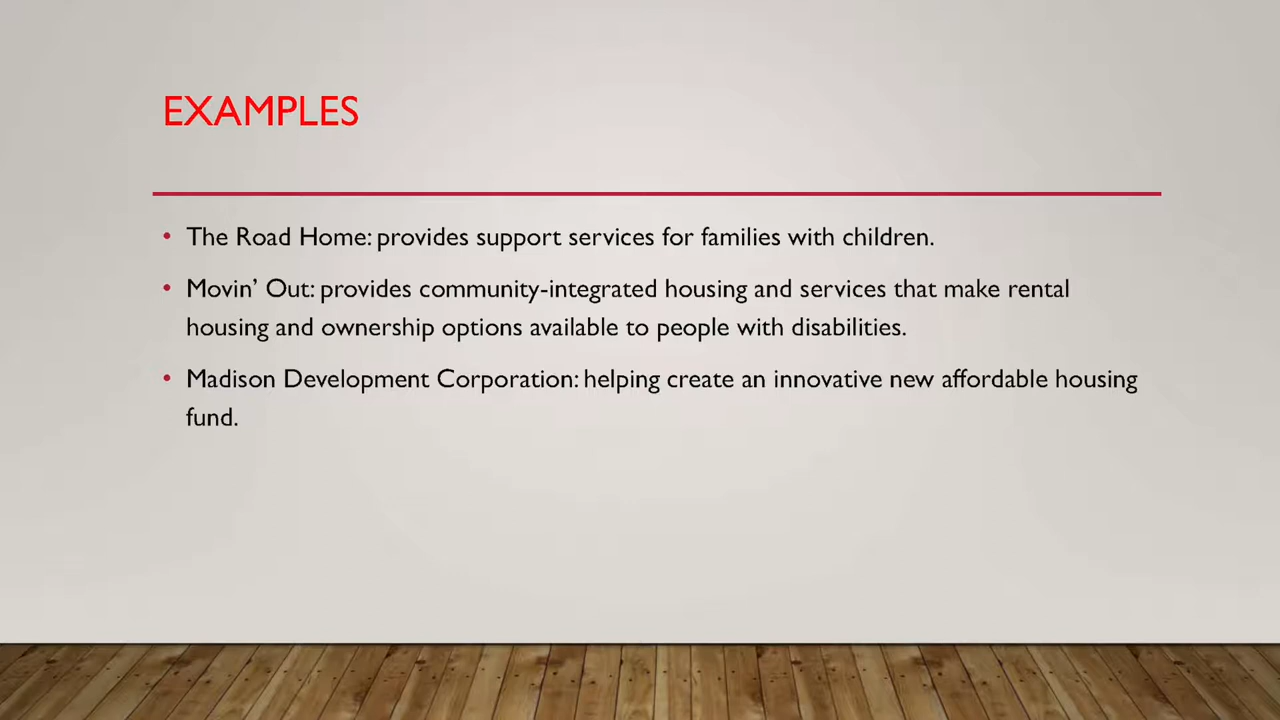 EXAMPLES
• The Road Home: provides support services for families with children.
• Movin’ Out: provides community-integrated housing and services that make rental
housing and ownership options available to people with disabilities.
• Madison Development Corporation: helping create an innovative new affordable housing
fund.